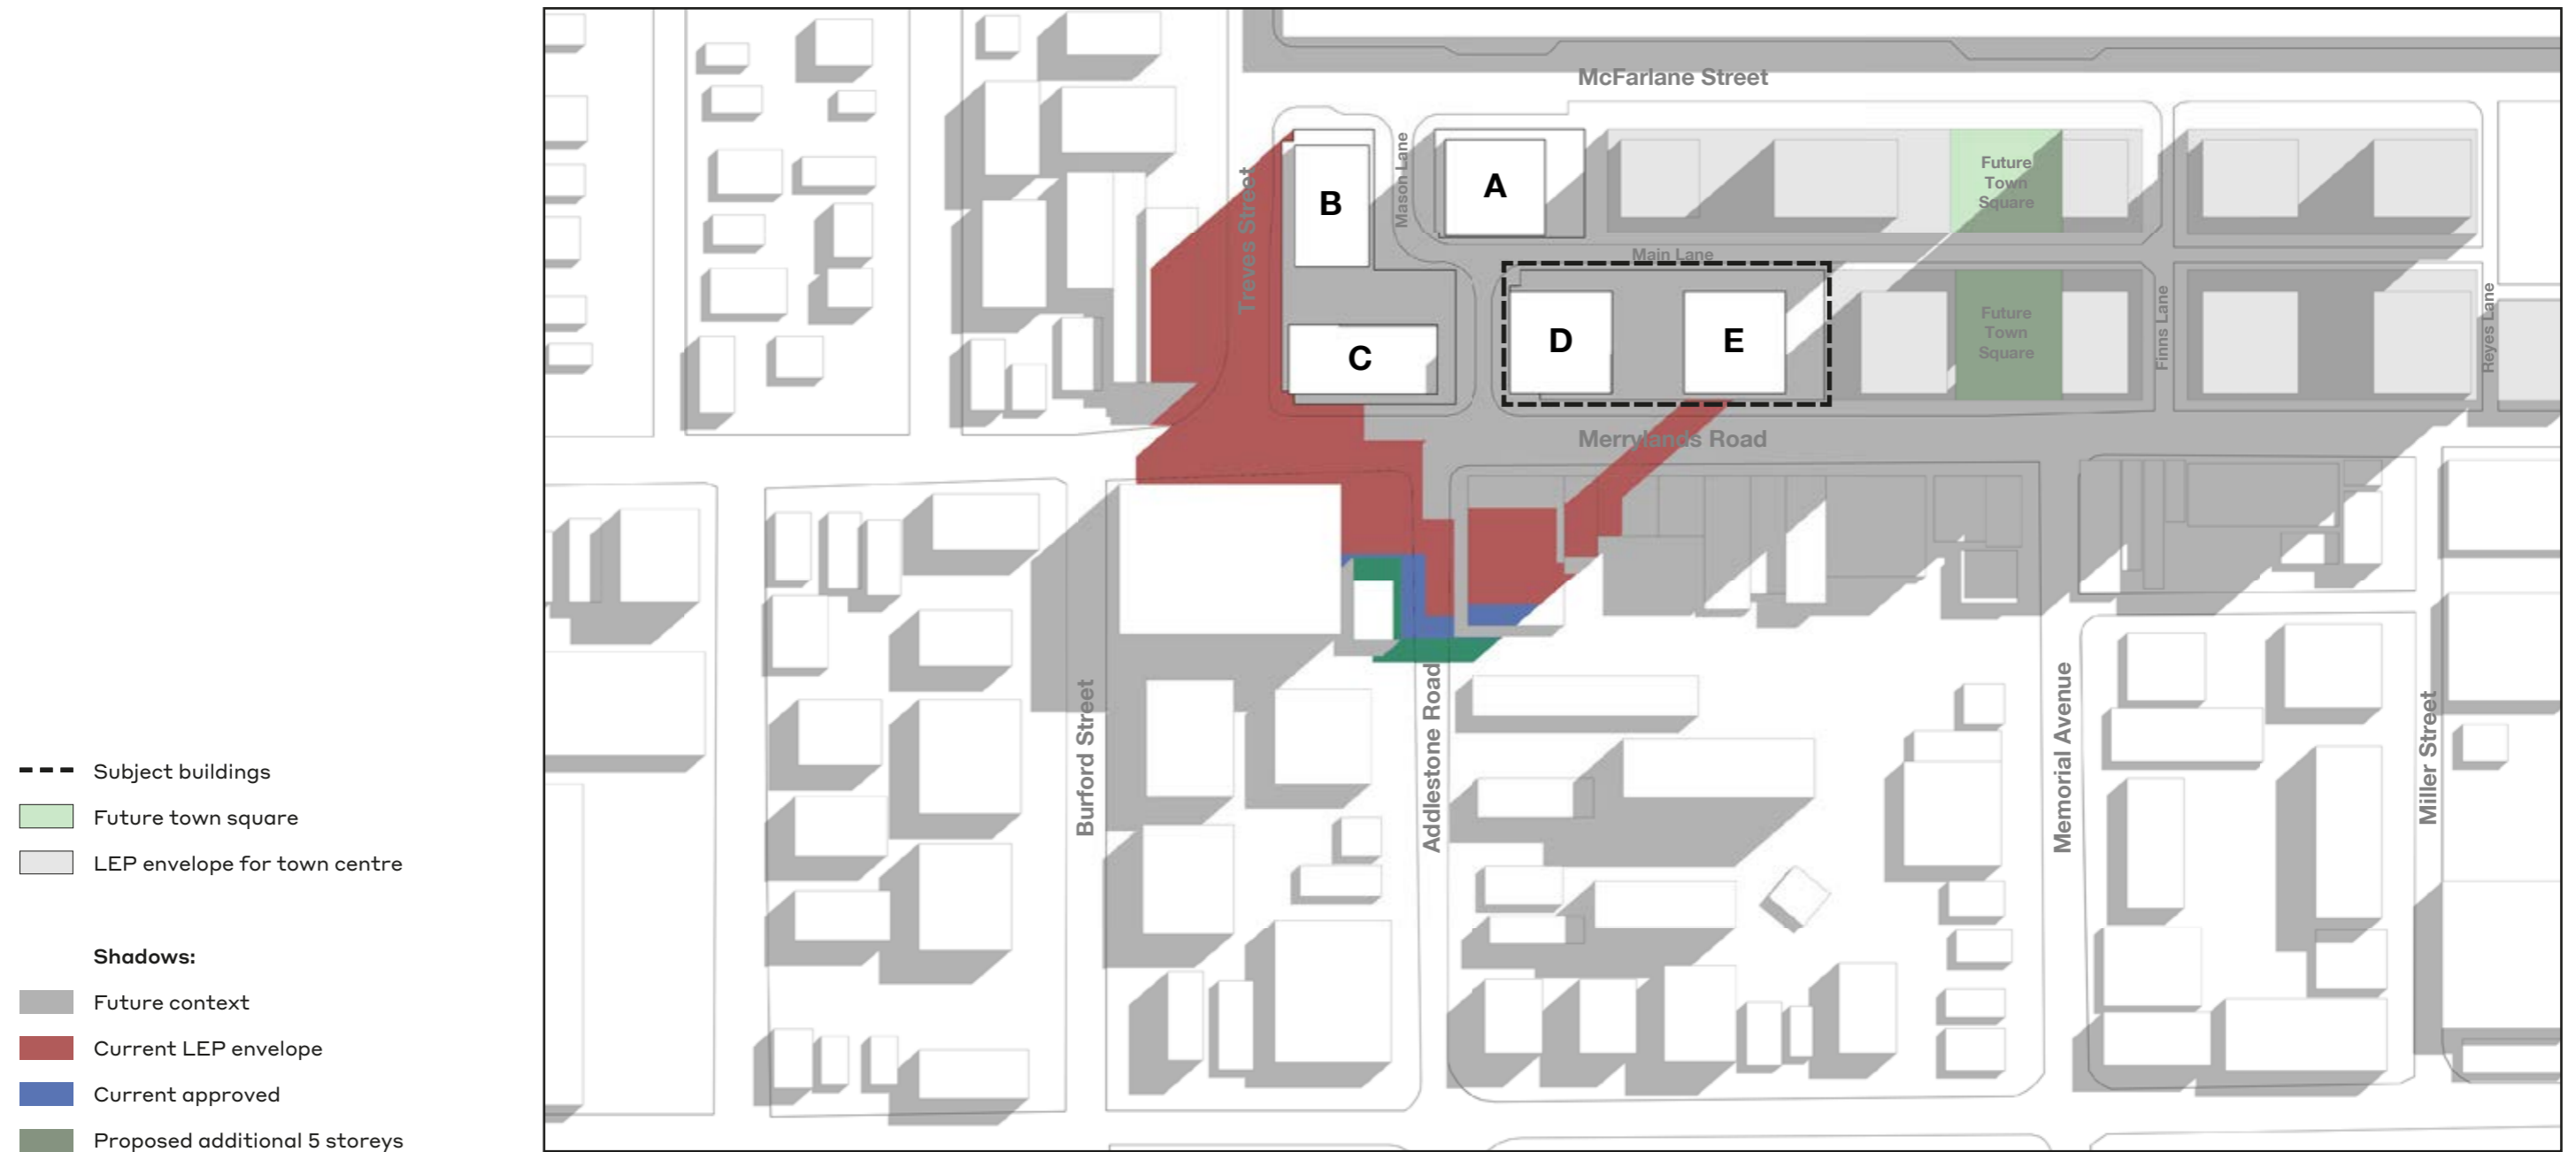 McFarlane Street
Treves Street
B
Mason Lane
A
Future
Town
Square
Main Lane
C
D
E
Future
Town
Square
Finns Lane
Reyes Lane
Merrylands Road
Burford Street
Addlestone Road
Memorial Avenue
Miller Street
Subject buildings
Future town square
LEP envelope for town centre
Shadows:
Future context
Current LEP envelope
Current approved
Proposed additional 5 storeys